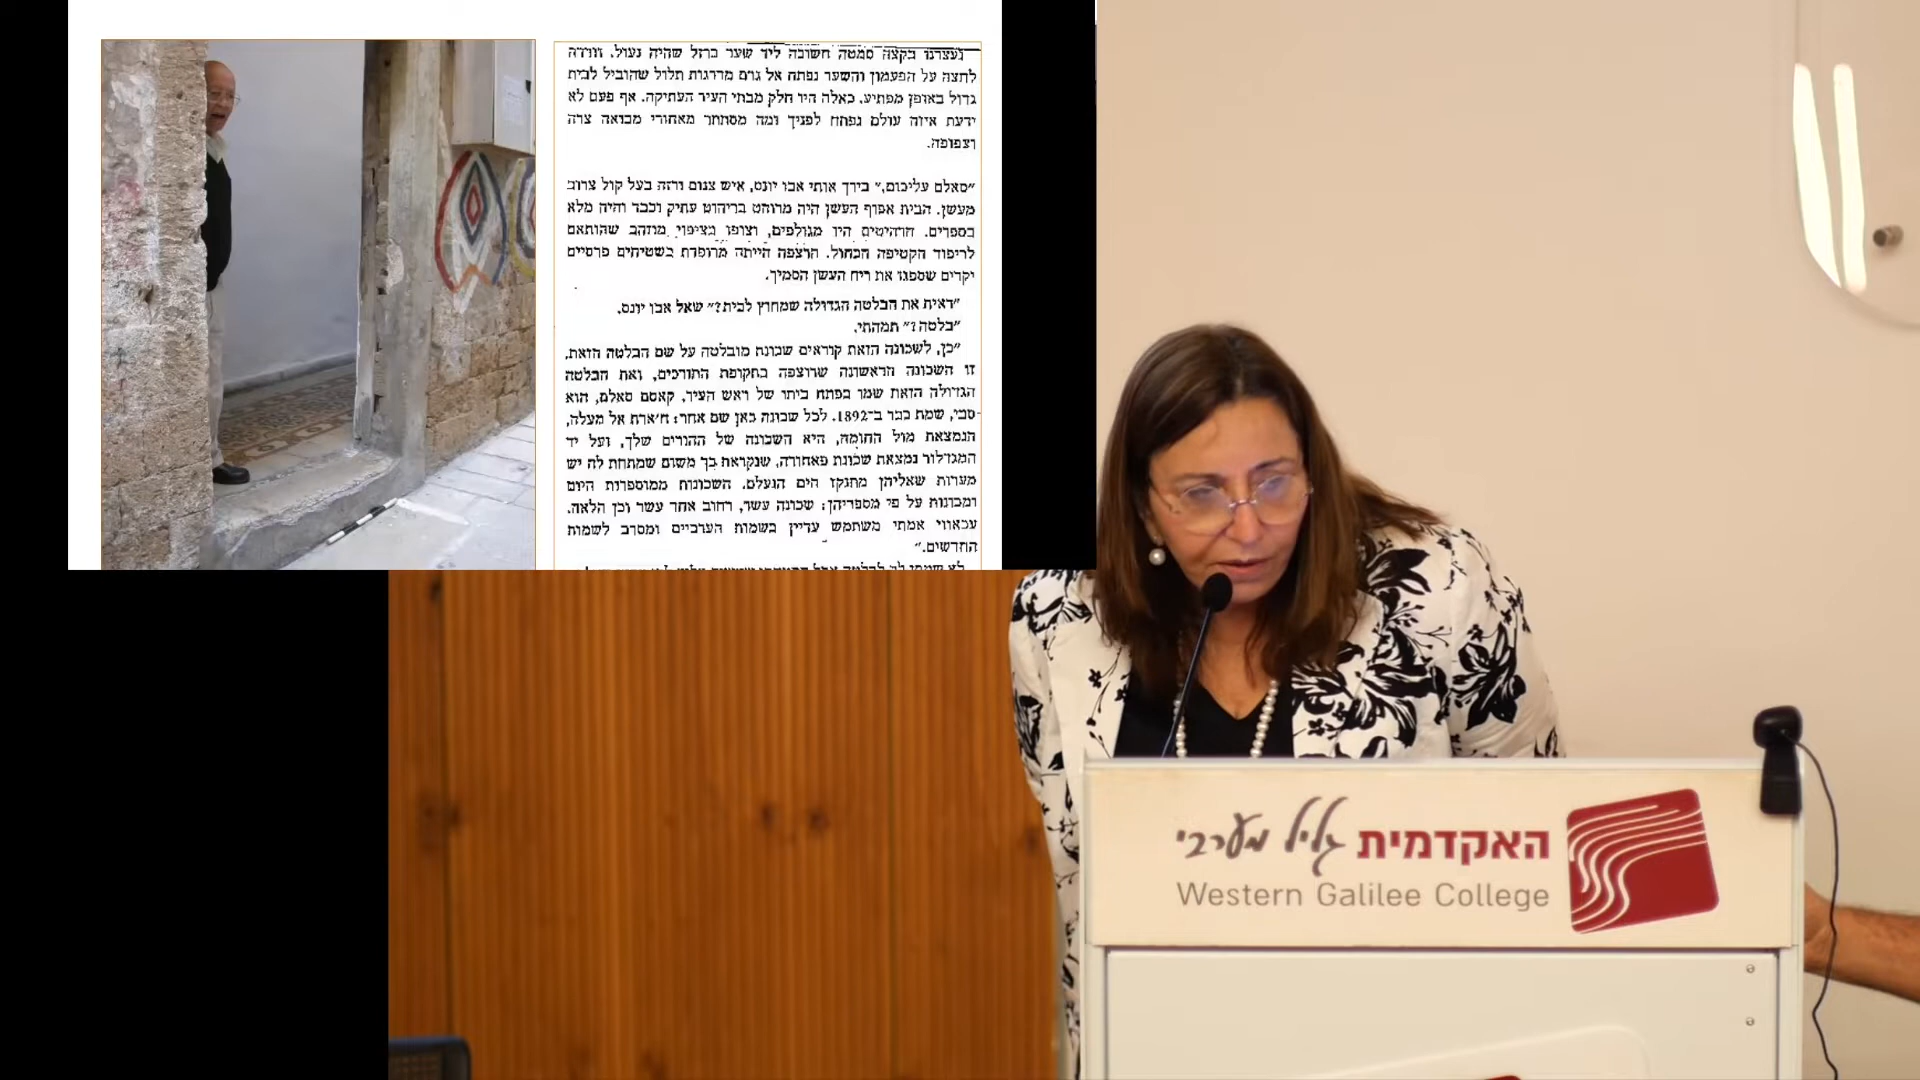 נעצרנו בקצה סמטה חשובה ליד שער ברזל שהיה נעול. וורדה
לחצה על הפעמון והשער נפתח אל גרם מדרגות תלול שהוביל לבית
גדול באופן מפתיע. כאלה היו חלק מבתי העיר העתיקה. אף פעם לא
ידעת איזה עולם נפתח לפניך ומה מסתתר מאחורי מבואה צרה
וצפופה.
"סאלם עליכום," בירך אותי אבו יונס, איש צנום ורזה בעל קול צרוב
מעשן. הבית אפוף העשן היה מרוהט בריהוט עתיק וכבד והיה מלא
בספרים. הרהיטים היו מגולפים, וצופו מציפוי מוזהב שהותאם
לריפוד הקטיפה הכחול. הרצפה הייתה מרופדת בשטיחים פרסיים
יקרים שספגו את ריח העשן הסמיך.
"ראית את הבלטה הגדולה שמחוץ לבית?" שאל אבו יונס.
"בלטה?" תמהתי.
"כן, לשכונה הזאת קוראים שכונת מובלטה על שם הבלטה הזאת.
זו השכונה הראשונה שרוצפה בתקופת התורכים, ואת הבלטה
הגדולה הזאת שמו בפתח ביתו של ראש העיר, קאסם סאלם, הוא
סבי, שמת כבר ב־1892. לכל שכונה כאן שם אחר: ח'ארת אל מעלה,
הנמצאת מול החומה, היא השכונה של ההורים שלך, ועל יד
המגדלור נמצאת שכונת פאחורה, שנקראת כך משום שמתחת לה יש
מערות שאליהן מתנקז הים הנעלם. השכונות ממוספרות היום
ומכונות על פי מספריהן: שכונה עשר, רחוב אחד עשר וכן הלאה.
עכאווי אמתי משתמש עדיין בשמות הערביים ומסרב לשמות
החדשים."
האקדמית גליל מערבי
Western Galilee College